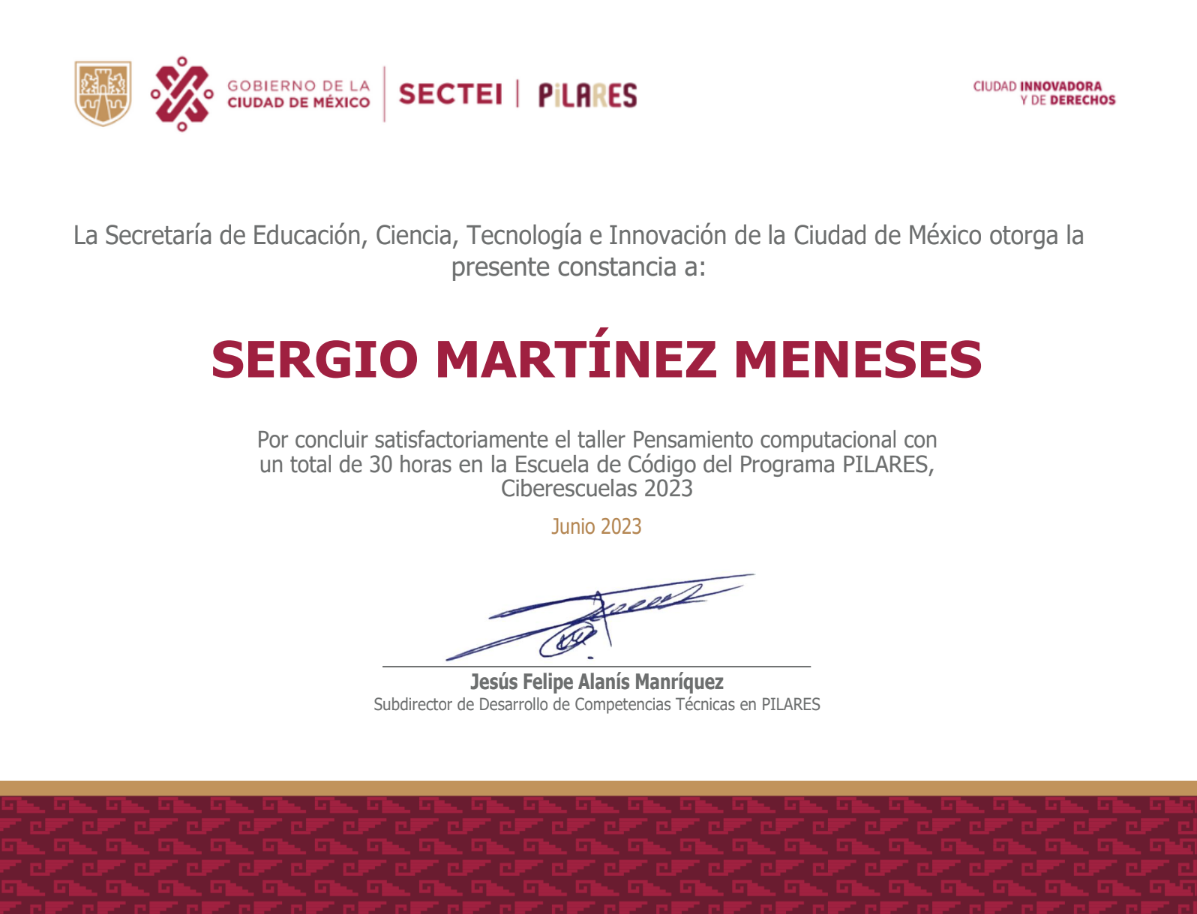 GOBIERNO DE LA
CIUDAD DE MÉXICO
SECTEI
PiLARES
CIUDAD INNOVADORA
Y DE DERECHOS
La Secretaría de Educación, Ciencia, Tecnología e Innovación de la Ciudad de México otorga la
presente constancia a:
SERGIO MARTÍNEZ MENESES
Por concluir satisfactoriamente el taller Pensamiento computacional con
un total de 30 horas en la Escuela de Código del Programa PILARES,
Ciberescuelas 2023
Junio 2023
Jesús Felipe Alanís Manríquez
Subdirector de Desarrollo de Competencias Técnicas en PILARES